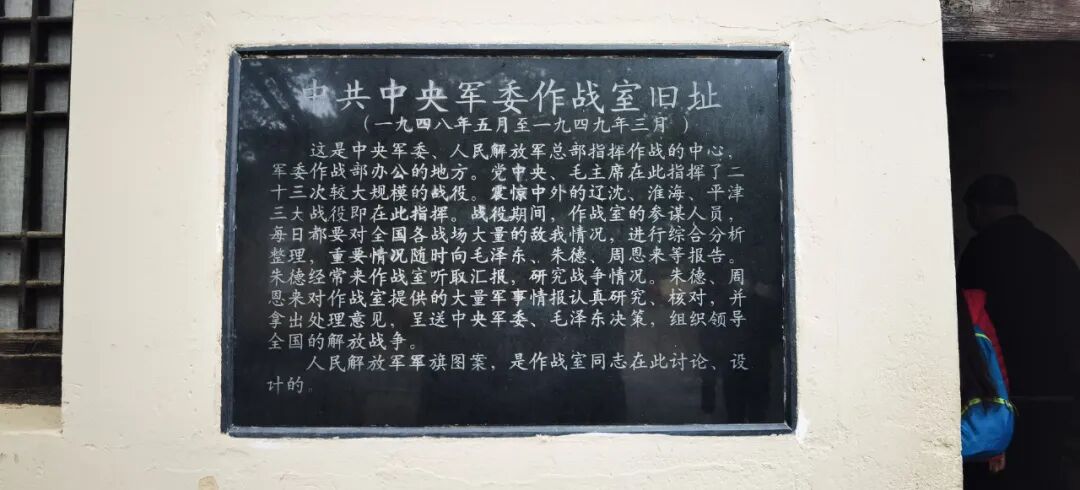 中共中央军委作战室旧址
（一九四八年五月至一九四九年三月）
这是中央军委、人民解放军总部指挥作战的中心，
军委作战部办公的地方。党中央、毛主席在此指挥了二
十三次较大规模的战役。震惊中外的辽沈、淮海、平津
三大战役即在此指挥。战役期间，作战室的参谋人员，
每日都要对全国各战场大量的敌我情况，进行综合分析
整理，重要情况随时向毛泽东、朱德、周恩来等报告。
朱德经常来作战室听取汇报，研究战争情况。朱德、周
恩来对作战室提供的大量军事情报认真研究、核对，并
拿出处理意见，呈送中央军委、毛泽东决策，组织领导
全国的解放战争。
人民解放军军旗图案，是作战室同志在此讨论、设
计的。